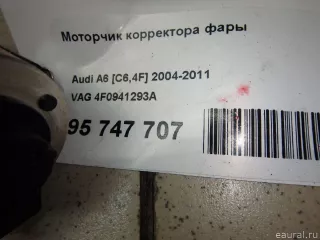 Моторчик корректора фары
Audi A6 [C6,4F] 2004-2011
VAG 4F0941293A
95 747 707
© eaural.ru